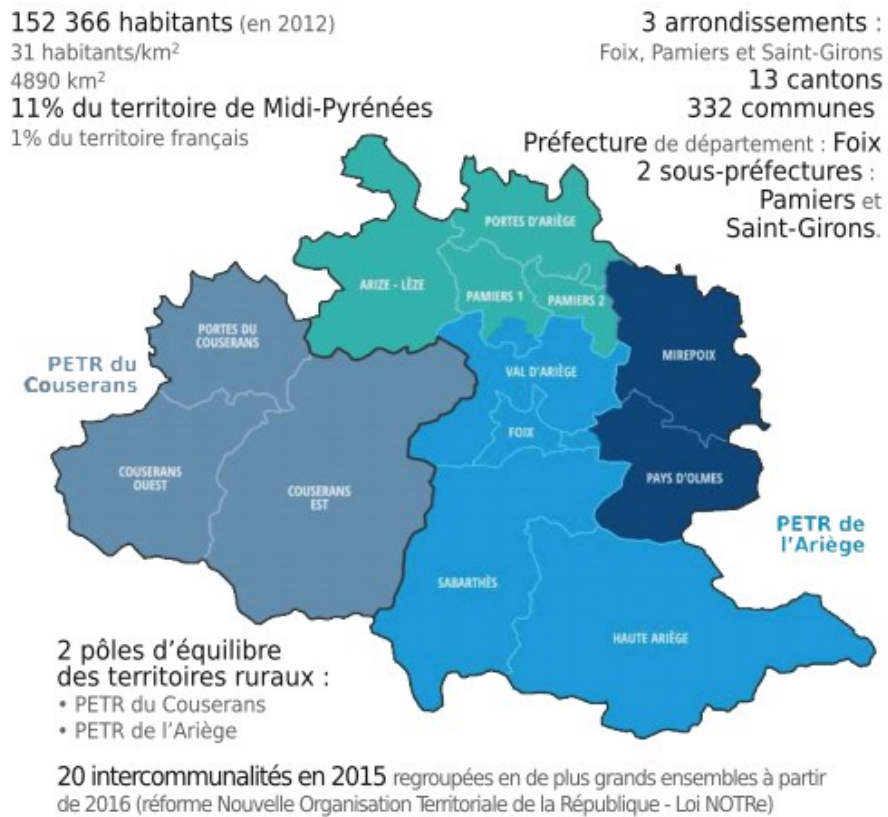 152 366 habitants (en 2012)
31 habitants/km²
4890 km²
11% du territoire de Midi-Pyrénées
1% du territoire français
3 arrondissements :
Foix, Pamiers et Saint-Girons
13 cantons
332 communes
Préfecture de département : Foix
2 sous-préfectures :
Pamiers et
Saint-Girons.
PORTES D'ARIÈGE
ARIZE - LÈZE
PAMIERS 1
PAMIERS 2
PORTES DU
COUSERANS
MIREPOIX
PETR du
Couserans
VAL D'ARIÈGE
FOIX
COUSERANS
OUEST
COUSERANS
EST
PAYS D'OLMES
PETR de
l'Ariège
SABARTHÈS
HAUTE ARIÈGE
2 pôles d'équilibre
des territoires ruraux :
• PETR du Couserans
• PETR de l'Ariège
20 intercommunalités en 2015 regroupées en de plus grands ensembles à partir
de 2016 (réforme Nouvelle Organisation Territoriale de la République - Loi NOTRe)